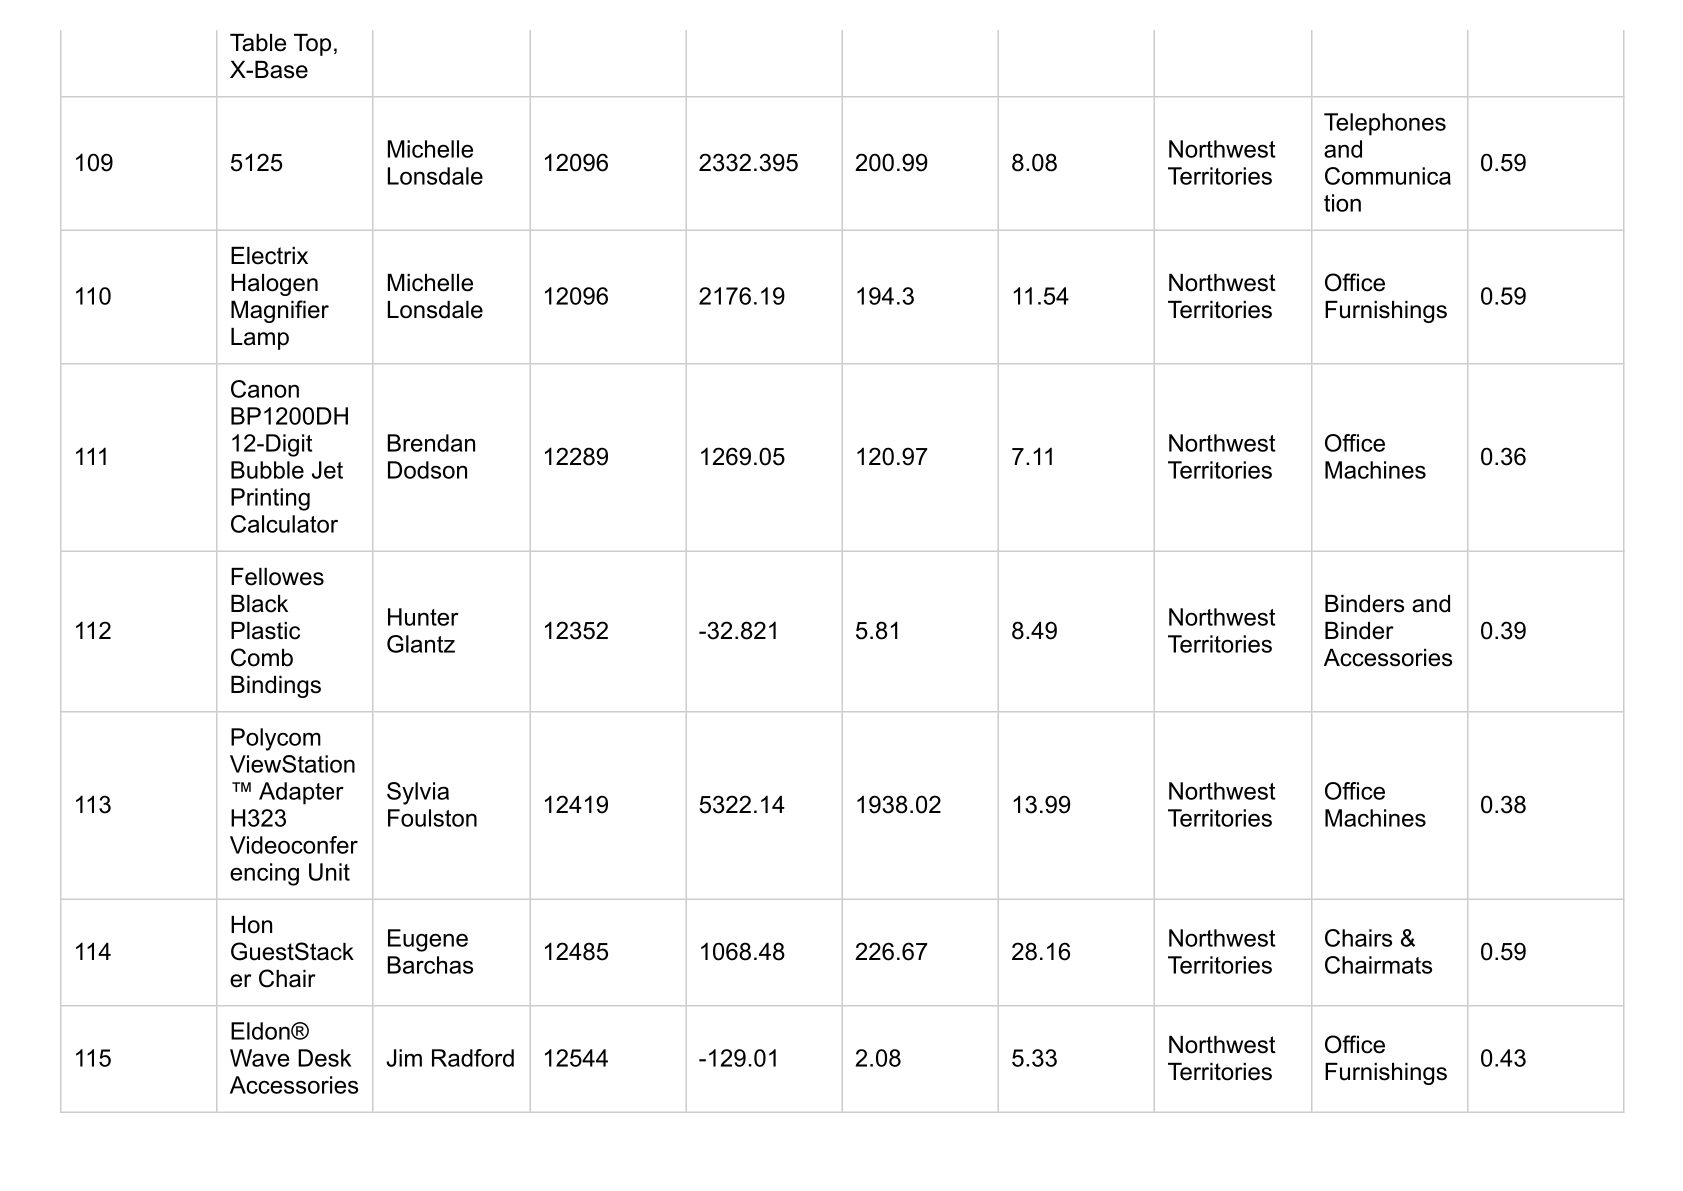 Table Top,
X-Base
109
5125
Michelle
Lonsdale
12096
2332.395
200.99
8.08
Northwest
Territories
Telephones
and
Communica
tion
0.59
110
Electrix
Halogen
Magnifier
Lamp
Michelle
Lonsdale
12096
2176.19
194.3
11.54
Northwest
Territories
Office
Furnishings
0.59
111
Canon
BP1200DH
12-Digit
Bubble Jet
Printing
Calculator
Brendan
Dodson
12289
1269.05
120.97
7.11
Northwest
Territories
Office
Machines
0.36
112
Fellowes
Black
Plastic
Comb
Bindings
Hunter
Glantz
12352
-32.821
5.81
8.49
Northwest
Territories
Binders and
Binder
Accessories
0.39
113
Polycom
ViewStation
™ Adapter
H323
Videoconfer
encing Unit
Sylvia
Foulston
12419
5322.14
1938.02
13.99
Northwest
Territories
Office
Machines
0.38
114
Hon
GuestStack
er Chair
Eugene
Barchas
12485
1068.48
226.67
28.16
Northwest
Territories
Chairs &
Chairmats
0.59
115
Eldon®
Wave Desk
Accessories
Jim Radford
12544
-129.01
2.08
5.33
Northwest
Territories
Office
Furnishings
0.43